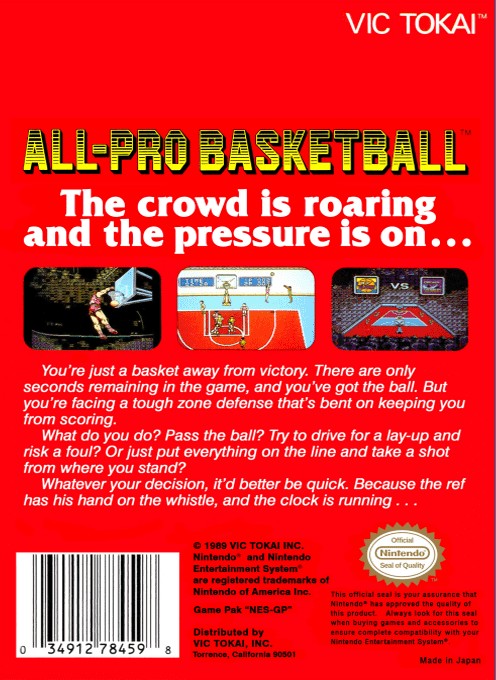 VIC TOKAI™
ALL-PRO BASKETBALL™
The crowd is roaring
and the pressure is on...
VS
You're just a basket away from victory. There are only
seconds remaining in the game, and you've got the ball. But
you're facing a tough zone defense that's bent on keeping you
from scoring.
What do you do? Pass the ball? Try to drive for a lay-up and
risk a foul? Or just put everything on the line and take a shot
from where you stand?
Whatever your decision, it'd better be quick. Because the ref
has his hand on the whistle, and the clock is running . . .
© 1989 VIC TOKAI INC.
Nintendo® and Nintendo
Entertainment System®
are registered trademarks of
Nintendo of America Inc.
Game Pak "NES-GP"
Distributed by
VIC TOKAI, INC.
Torrence, California 90501
Official
Nintendo®
Seal of Quality
™
This official seal is your assurance that
Nintendo® has approved the quality of
this product. Always look for this seal
when buying games and accessories to
ensure complete compatibility with your
Nintendo Entertainment System®.
Made in Japan
0 34912 78459 8